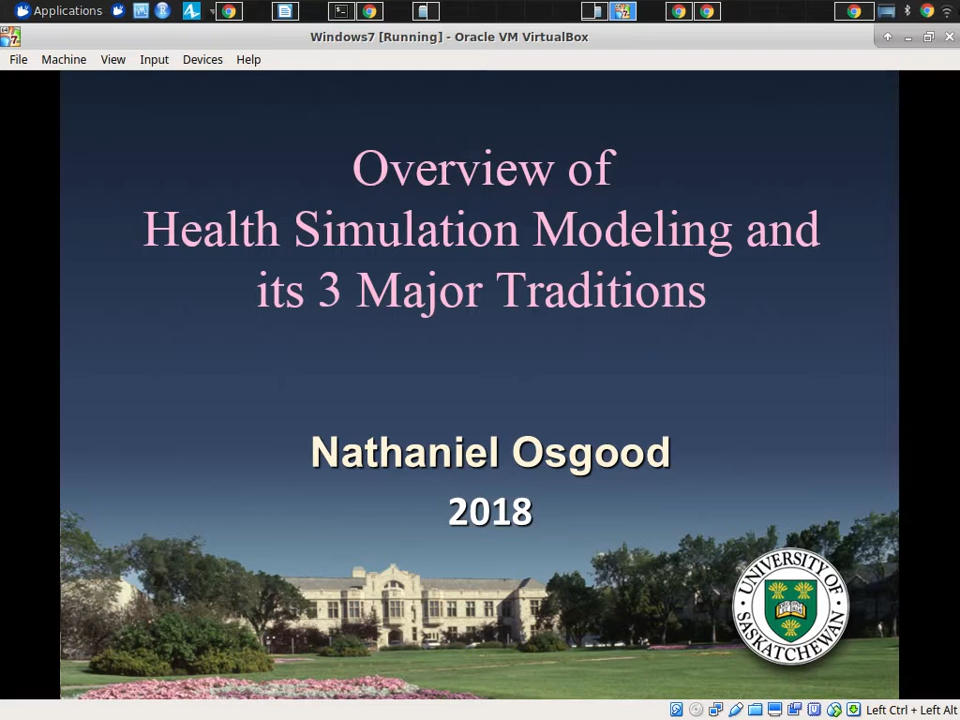 Applications
Windows7 [Running] - Oracle VM VirtualBox
File Machine View Input Devices Help
Overview of
Health Simulation Modeling and
its 3 Major Traditions
Nathaniel Osgood
2018
UNIVERSITY OF
SASKATCHEWAN
Left Ctrl + Left Alt